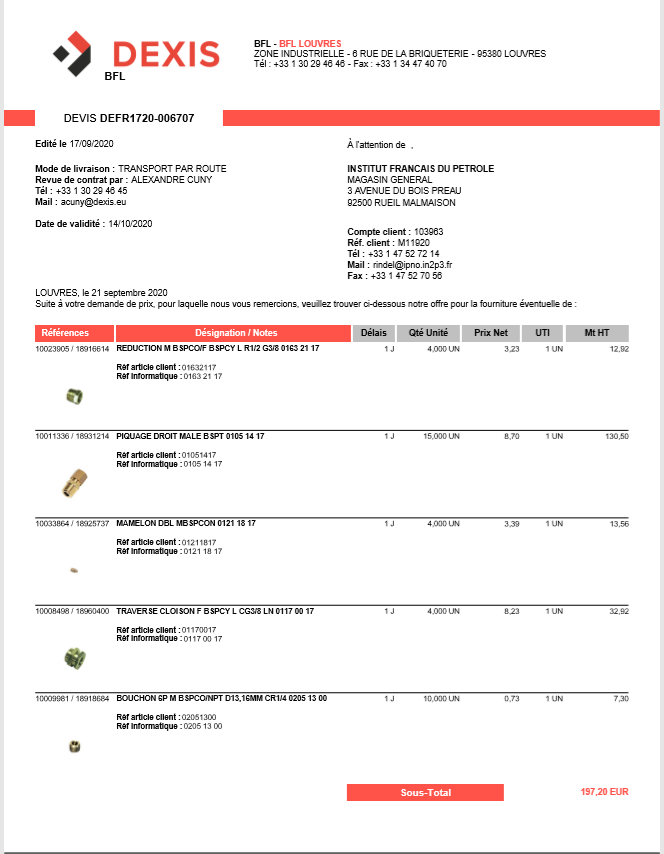 DEXIS
BFL
BFL - BFL LOUVRES
ZONE INDUSTRIELLE - 6 RUE DE LA BRIQUETERIE - 95380 LOUVRES
Tél : +33 1 30 29 46 46 - Fax : +33 1 34 47 40 70
DEVIS DEFR1720-006707
Edité le 17/09/2020
Mode de livraison : TRANSPORT PAR ROUTE
Revue de contrat par : ALEXANDRE CUNY
Tél : +33 1 30 29 46 45
Mail : acuny@dexis.eu
Date de validité : 14/10/2020
À l'attention de ,
INSTITUT FRANCAIS DU PETROLE
MAGASIN GENERAL
3 AVENUE DU BOIS PREAU
92500 RUEIL MALMAISON
Compte client : 103963
Réf. client : M11920
Tél : +33 1 47 52 72 14
Mail : rindel@ipno.in2p3.fr
Fax : +33 1 47 52 70 56
LOUVRES, le 21 septembre 2020
Suite à votre demande de prix, pour laquelle nous vous remercions, veuillez trouver ci-dessous notre offre pour la fourniture éventuelle de :
Références Désignation / Notes Délais Qté Unité Prix Net UTI Mt HT
10023905 / 18916614 REDUCTION M BSPCO/F BSPCY L R1/2 G3/8 0163 21 17 1 J 4,000 UN 3,23 1 UN 12,92
Réf article client : 01632117
Réf informatique : 0163 21 17
10011336 / 18931214 PIQUAGE DROIT MALE BSPT 0105 14 17 1 J 15,000 UN 8,70 1 UN 130,50
Réf article client : 01051417
Réf informatique : 0105 14 17
10033864 / 18925737 MAMELON DBL MBSPCON 0121 18 17 1 J 4,000 UN 3,39 1 UN 13,56
Réf article client : 01211817
Réf informatique : 0121 18 17
10008498 / 18960400 TRAVERSE CLOISON F BSPCY L CG3/8 LN 0117 00 17 1 J 4,000 UN 8,23 1 UN 32,92
Réf article client : 01170017
Réf informatique : 0117 00 17
10009981 / 18918684 BOUCHON 6P M BSPCO/NPT D13,16MM CR1/4 0205 13 00 1 J 10,000 UN 0,73 1 UN 7,30
Réf article client : 02051300
Réf informatique : 0205 13 00
Sous-Total 197,20 EUR